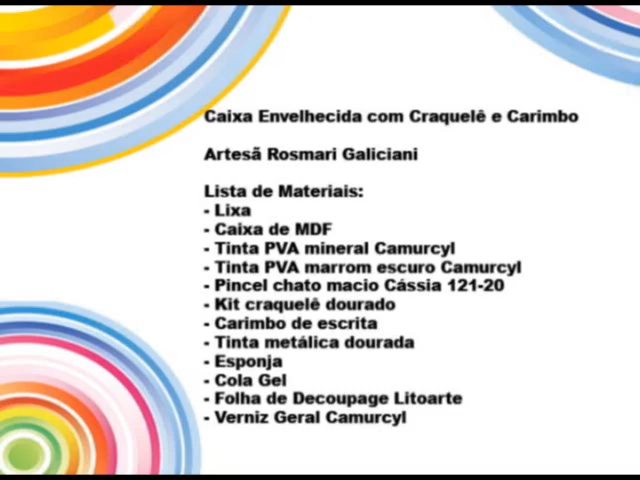 Caixa Envelhecida com Craquelê e Carimbo
Artesã Rosmari Galiciani
Lista de Materiais:
- Lixa
- Caixa de MDF
- Tinta PVA mineral Camurcyl
- Tinta PVA marrom escuro Camurcyl
- Pincel chato macio Cássia 121-20
- Kit craquelê dourado
- Carimbo de escrita
- Tinta metálica dourada
- Esponja
- Cola Gel
- Folha de Decoupage Litoarte
- Verniz Geral Camurcyl